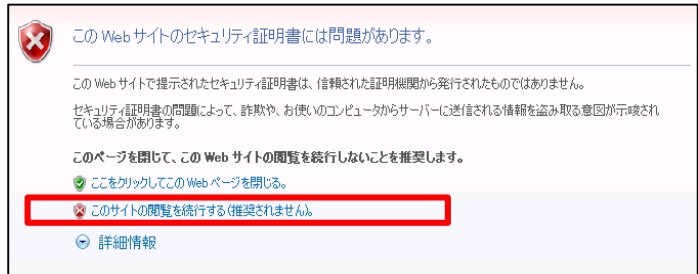 この Web サイトのセキュリティ証明書には問題があります。
この Web サイトで提示されたセキュリティ証明書は、信頼された証明機関から発行されたものではありません。
セキュリティ証明書の問題によって、詐欺や、お使いのコンピュータからサーバーに送信される情報を盗み取る意図が示唆され
ている場合があります。
このページを閉じて、この Web サイトの閲覧を続行しないことを推奨します。
ここをクリックしてこの Web ページを閉じる。
このサイトの閲覧を続行する(推奨されません)。
詳細情報